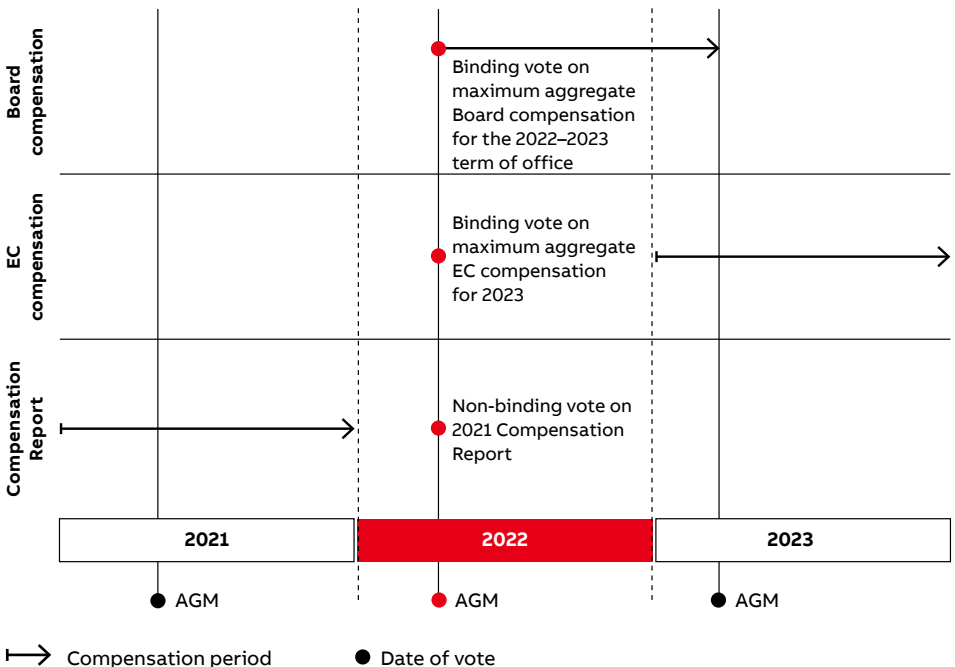 Board
compensation
Binding vote on
maximum aggregate
Board compensation
for the 2022–2023
term of office
EC
compensation
Binding vote on
maximum aggregate
EC compensation
for 2023
Compensation
Report
Non-binding vote on
2021 Compensation
Report
2021
2022
2023
AGM
AGM
AGM
Compensation period
Date of vote